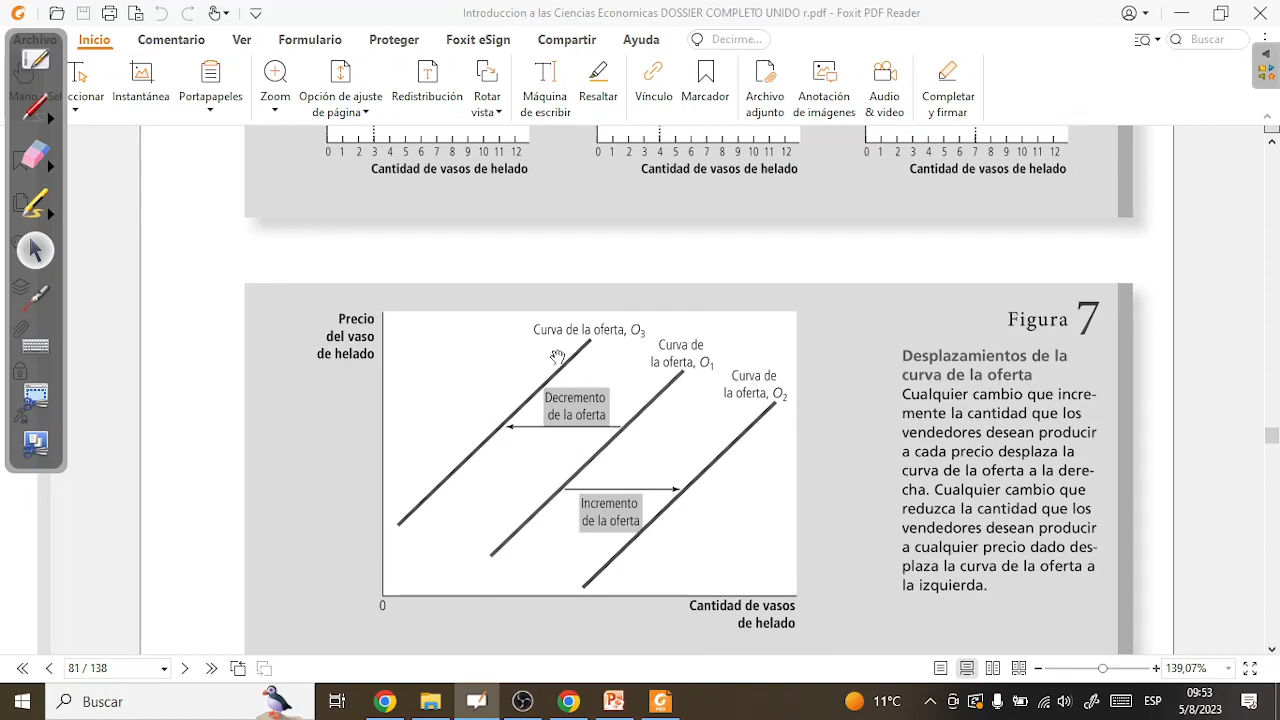 Introduccion a las Ciencias Economicas DOSSIER COMPLETO UNIDO r.pdf - Foxit PDF Reader
Archivo Inicio Comentario Ver Formulario Proteger Foxit eSign Compartir Ayuda Decirme... Buscar
Instantánea Portapapeles Zoom Opción de ajuste de página Redistribución Rotar vista Máquina de escribir Resaltar Vínculo Marcador Archivo adjunto Anotación de imágenes Audio & video Completar y firmar
0 1 2 3 4 5 6 7 8 9 10 11 12
Cantidad de vasos de helado
0 1 2 3 4 5 6 7 8 9 10 11 12
Cantidad de vasos de helado
0 1 2 3 4 5 6 7 8 9 10 11 12
Cantidad de vasos de helado
Precio
del vaso
de helado
Curva de la oferta, O3
Curva de
la oferta, O1
Curva de
la oferta, O2
Decremento
de la oferta
Incremento
de la oferta
0
Cantidad de vasos
de helado
Figura 7
Desplazamientos de la
curva de la oferta
Cualquier cambio que incre-
mente la cantidad que los
vendedores desean producir
a cada precio desplaza la
curva de la oferta a la dere-
cha. Cualquier cambio que
reduzca la cantidad que los
vendedores desean producir
a cualquier precio dado des-
plaza la curva de la oferta a
la izquierda.
81 / 138
139,07%
Buscar
11°C
ESP
09:53
5/8/2023